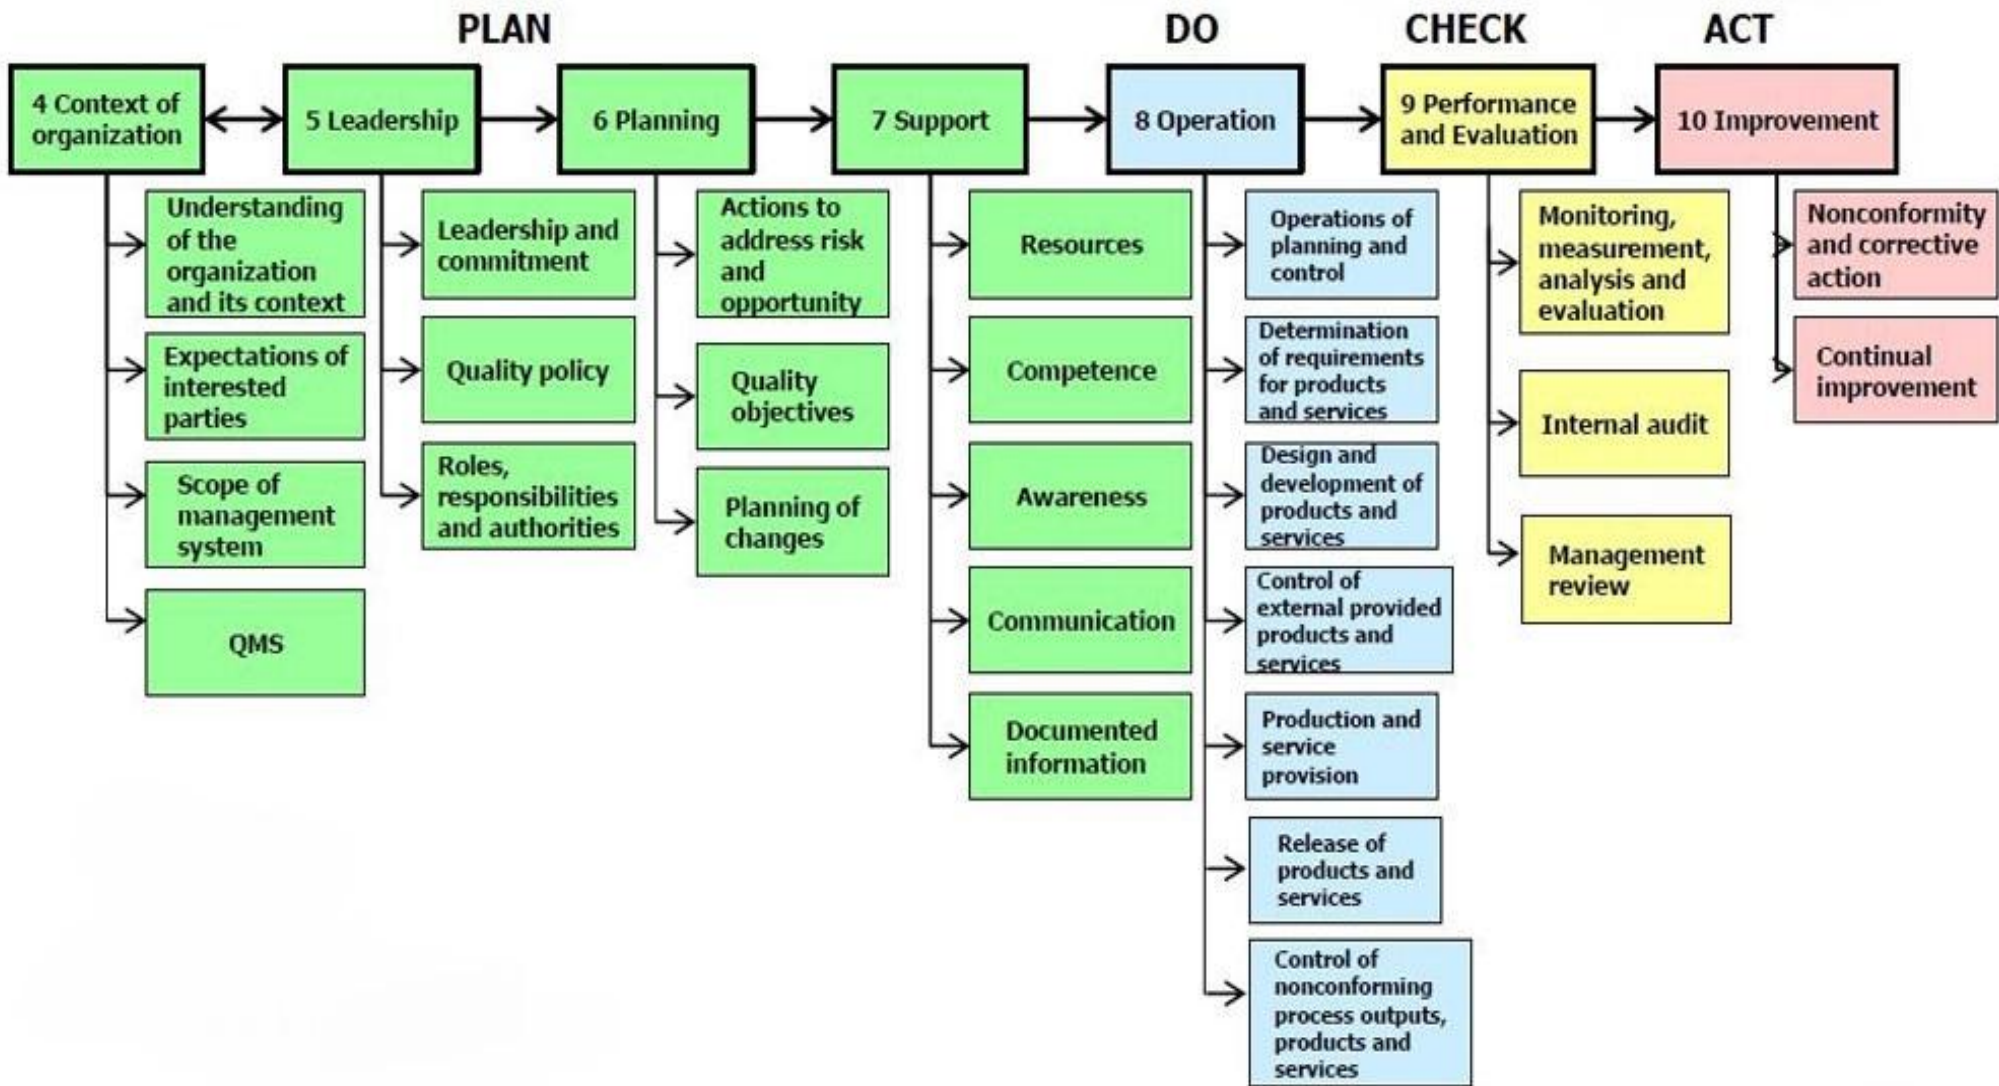 PLAN
DO
CHECK
ACT
4 Context of
organization
5 Leadership
6 Planning
7 Support
8 Operation
9 Performance
and Evaluation
10 Improvement
Understanding
of the
organization
and its context
Expectations of
interested
parties
Scope of
management
system
QMS
Leadership and
commitment
Quality policy
Roles,
responsibilities
and authorities
Actions to
address risk
and
opportunity
Quality
objectives
Planning of
changes
Resources
Competence
Awareness
Communication
Documented
information
Operations of
planning and
control
Determination
of requirements
for products
and services
Design and
development of
products and
services
Control of
external provided
products and
services
Production and
service
provision
Release of
products and
services
Control of
nonconforming
process outputs,
products and
services
Monitoring,
measurement,
analysis and
evaluation
Internal audit
Management
review
Nonconformity
and corrective
action
Continual
improvement